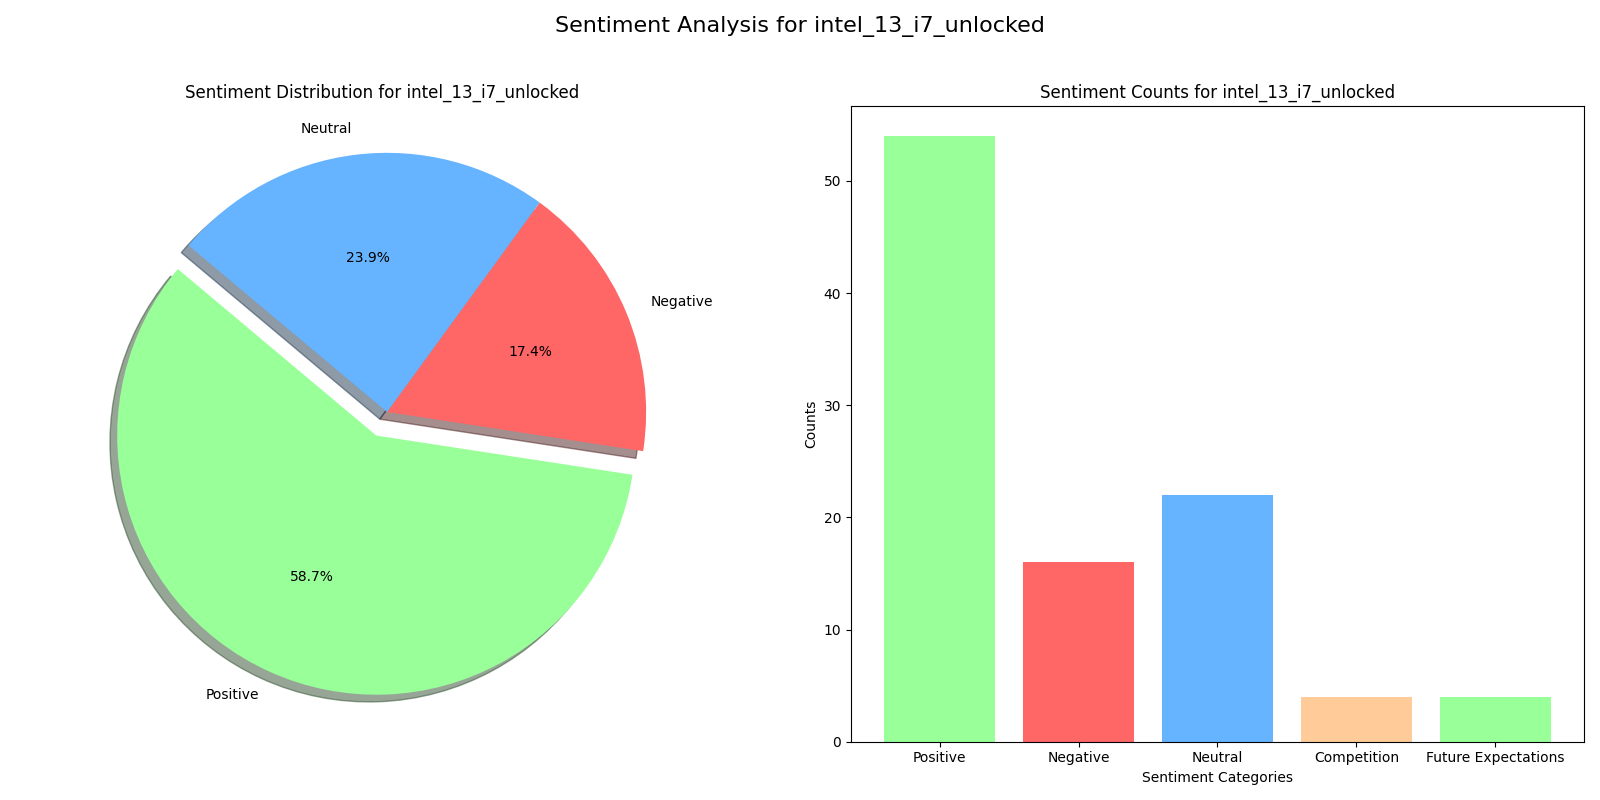 Sentiment Analysis for intel_13_i7_unlocked
Sentiment Distribution for intel_13_i7_unlocked
Neutral
23.9%
Negative
17.4%
58.7%
Positive
Sentiment Counts for intel_13_i7_unlocked
Counts
50
40
30
20
10
0
Positive
Negative
Neutral
Competition
Future Expectations
Sentiment Categories